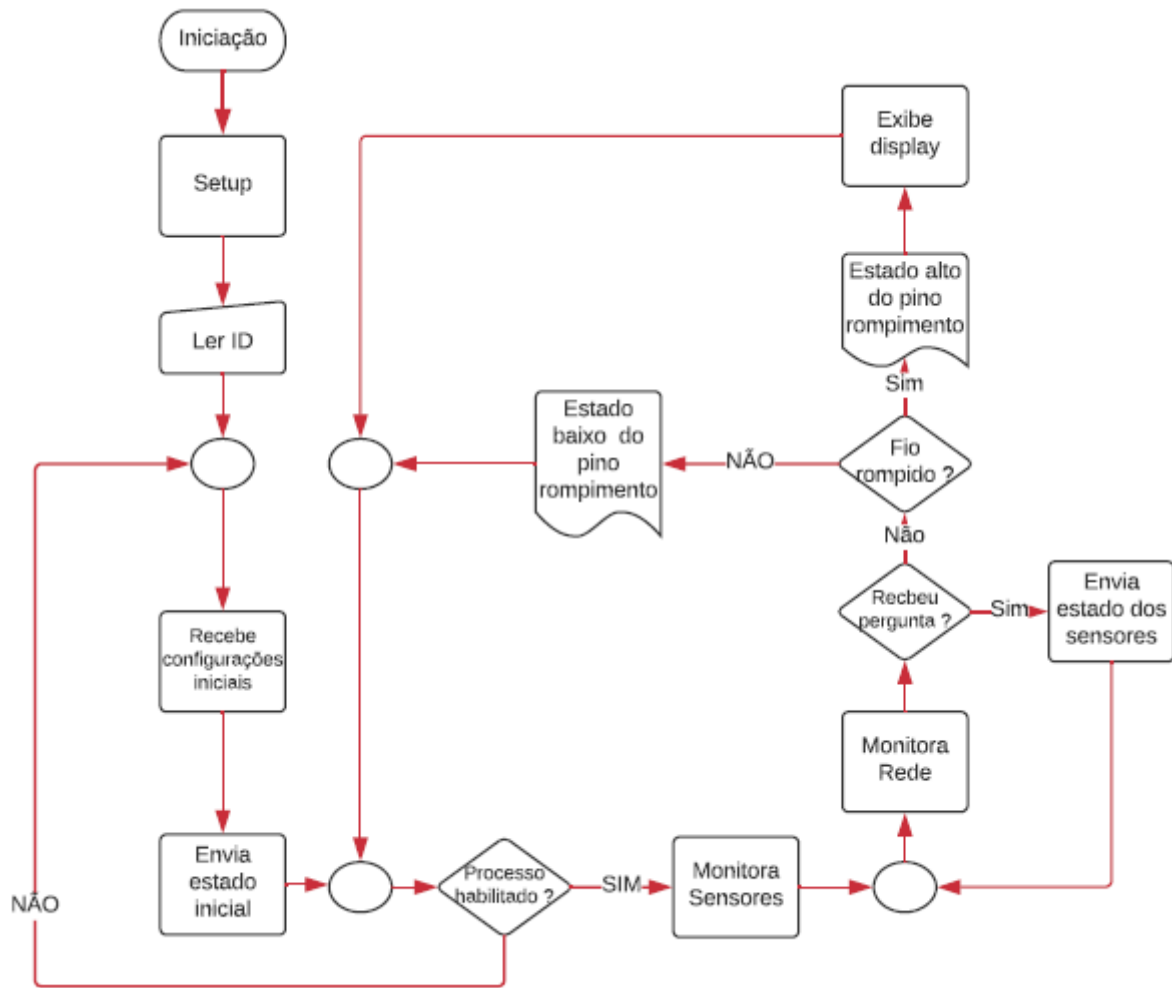 Iniciação
Setup
Ler ID
Recebe
configurações
iniciais
Envia
estado
inicial
NÃO
Processo
habilitado ?
SIM
Monitora
Sensores
Monitora
Rede
Recbeu
pergunta ?
Sim
Envia
estado dos
sensores
Não
Fio
rompido ?
NÃO
Estado
baixo do
pino
rompimento
Sim
Estado alto
do pino
rompimento
Exibe
display